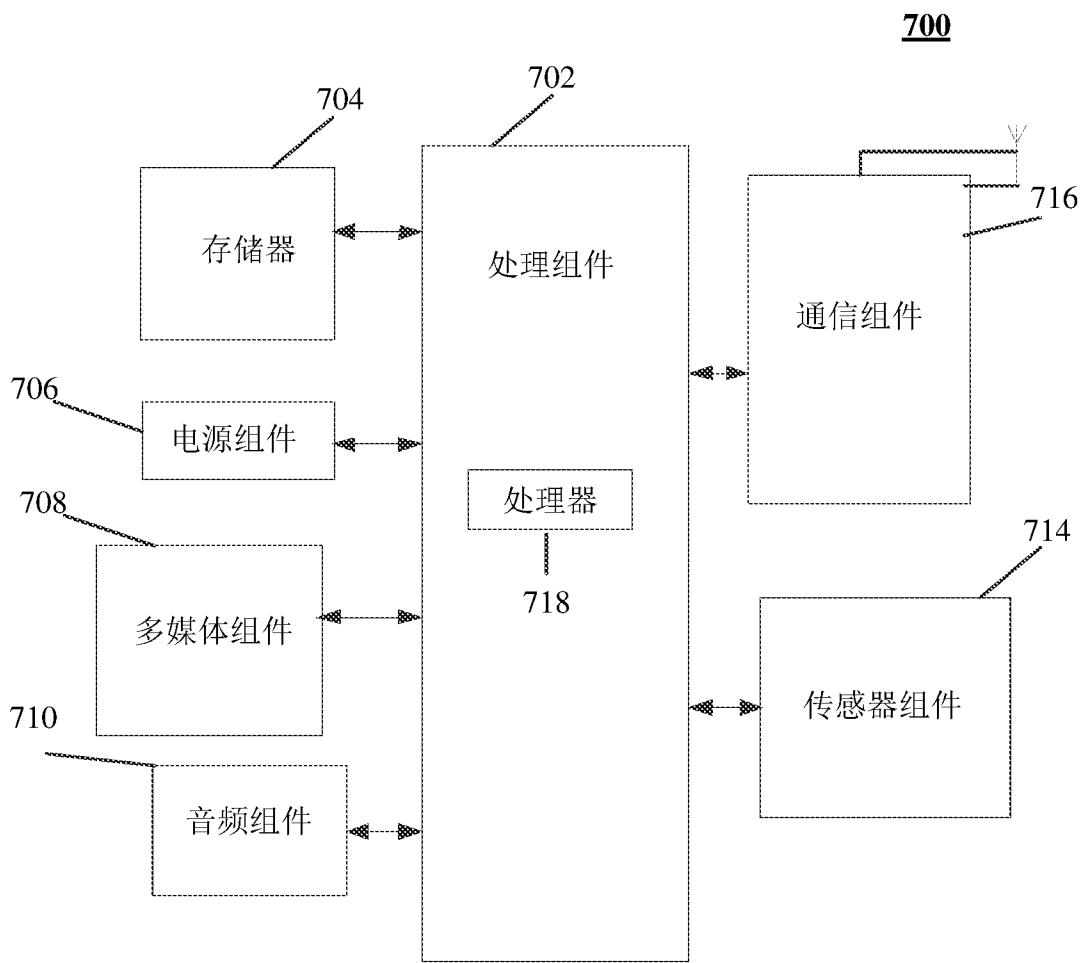 700
702
704
存储器
处理组件
716
通信组件
706
电源组件
708
处理器
718
714
多媒体组件
传感器组件
710
音频组件